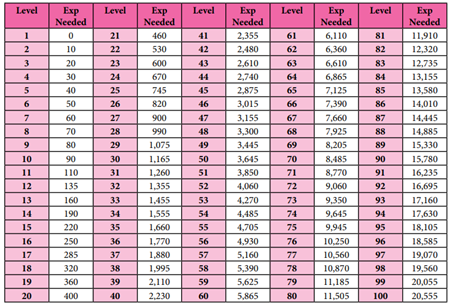 Level Exp Needed Level Exp Needed Level Exp Needed Level Exp Needed Level Exp Needed
1 0 21 460 41 2,355 61 6,110 81 11,910
2 10 22 530 42 2,480 62 6,360 82 12,320
3 20 23 600 43 2,610 63 6,610 83 12,735
4 30 24 670 44 2,740 64 6,865 84 13,155
5 40 25 745 45 2,875 65 7,125 85 13,580
6 50 26 820 46 3,015 66 7,390 86 14,010
7 60 27 900 47 3,155 67 7,660 87 14,445
8 70 28 990 48 3,300 68 7,925 88 14,885
9 80 29 1,075 49 3,445 69 8,205 89 15,330
10 90 30 1,165 50 3,645 70 8,485 90 15,780
11 110 31 1,260 51 3,850 71 8,770 91 16,235
12 135 32 1,355 52 4,060 72 9,060 92 16,695
13 160 33 1,455 53 4,270 73 9,350 93 17,160
14 190 34 1,555 54 4,485 74 9,645 94 17,630
15 220 35 1,660 55 4,705 75 9,945 95 18,105
16 250 36 1,770 56 4,930 76 10,250 96 18,585
17 285 37 1,880 57 5,160 77 10,560 97 19,070
18 320 38 1,995 58 5,390 78 10,870 98 19,560
19 360 39 2,110 59 5,625 79 11,185 99 20,055
20 400 40 2,230 60 5,865 80 11,505 100 20,555